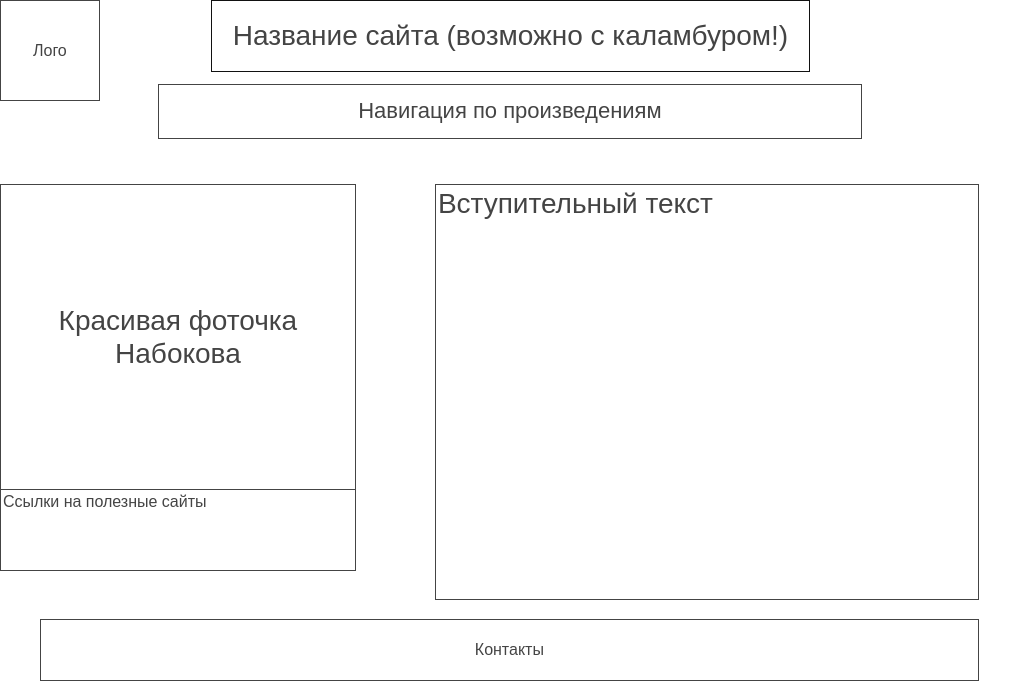 Лого
Название сайта (возможно с каламбуром!)
Навигация по произведениям
Красивая фоточка
Набокова
Ссылки на полезные сайты
Вступительный текст
Контакты